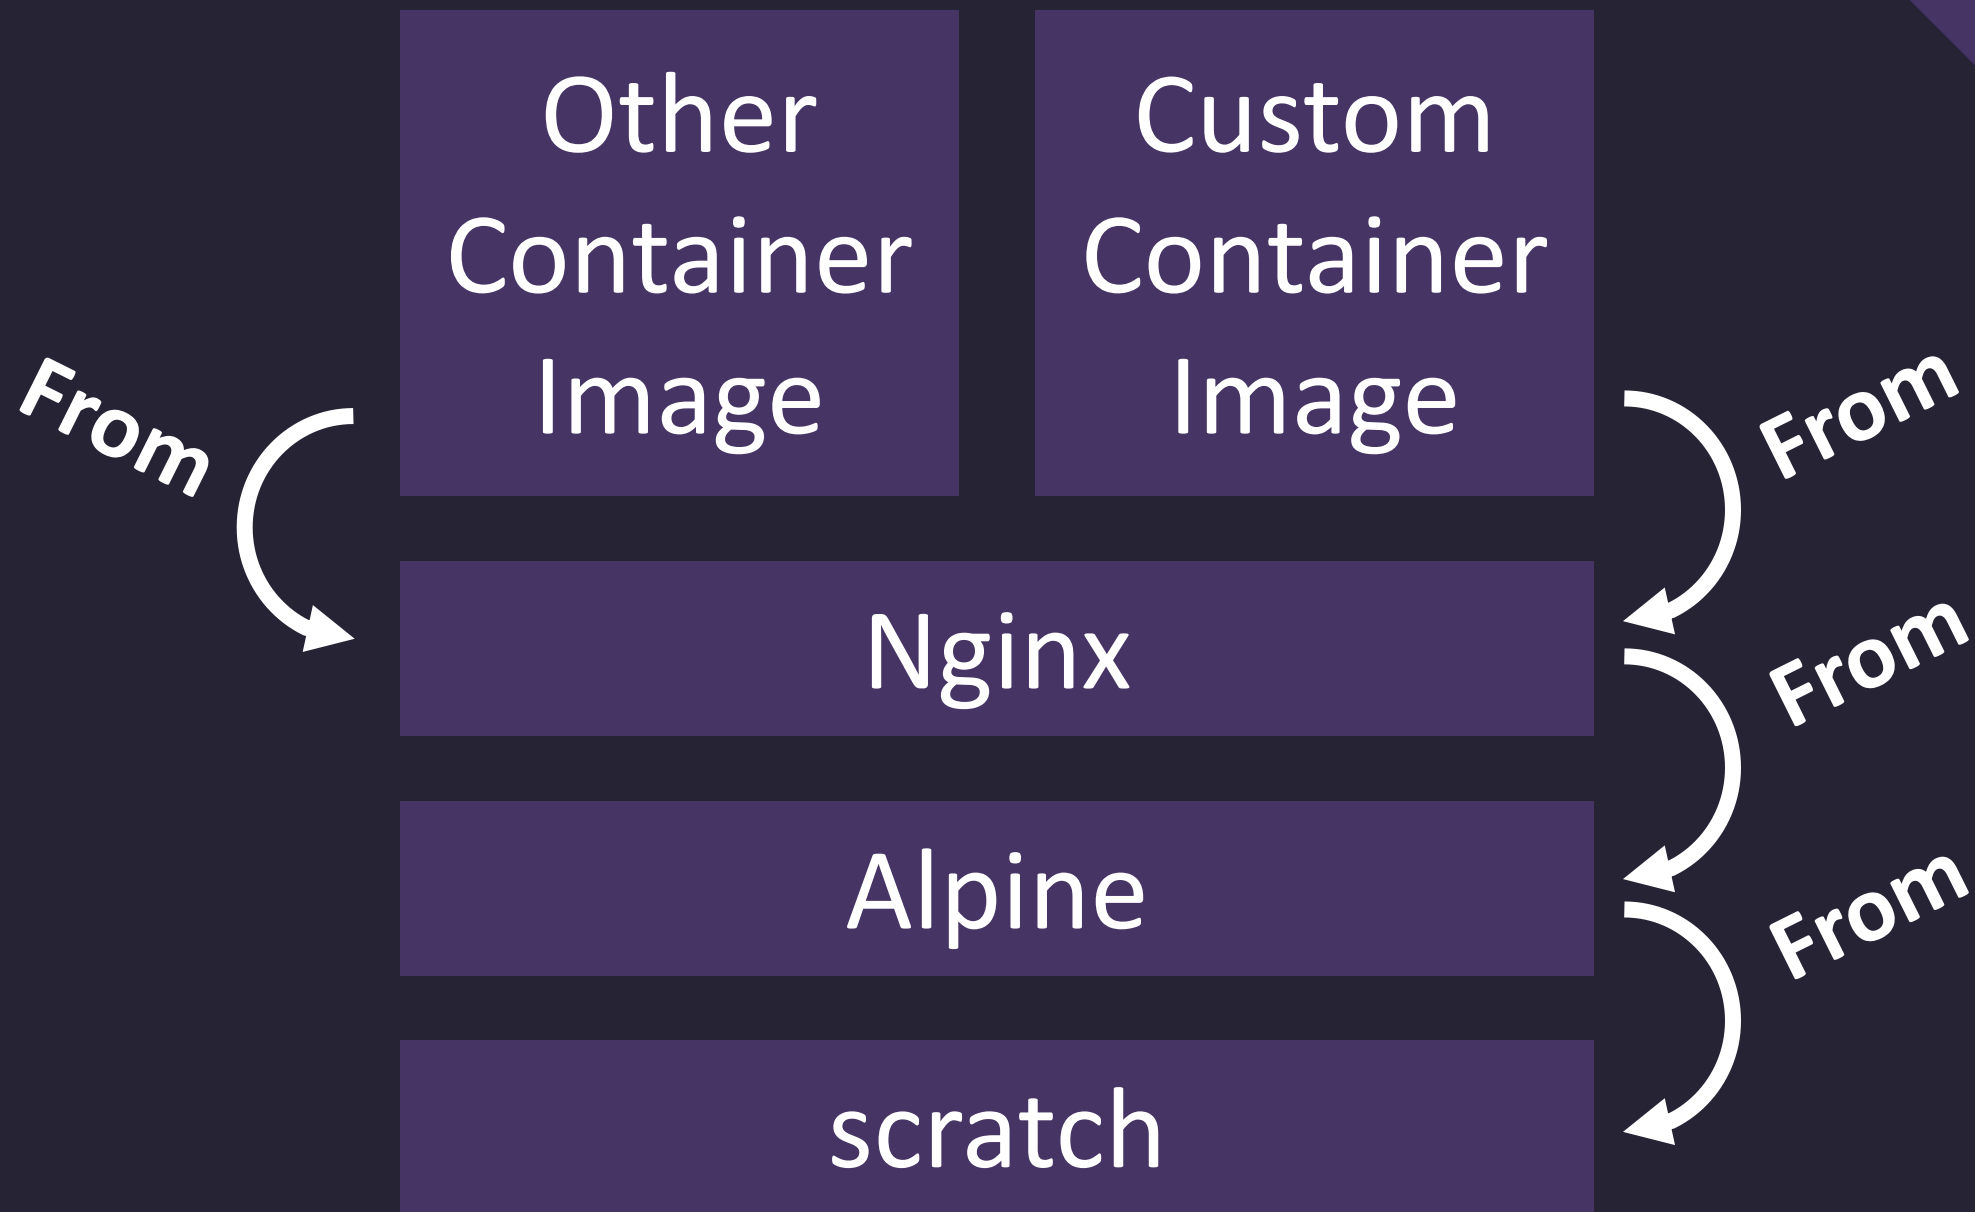 Other
Container
Image
Custom
Container
Image
From
From
Nginx
From
Alpine
From
scratch